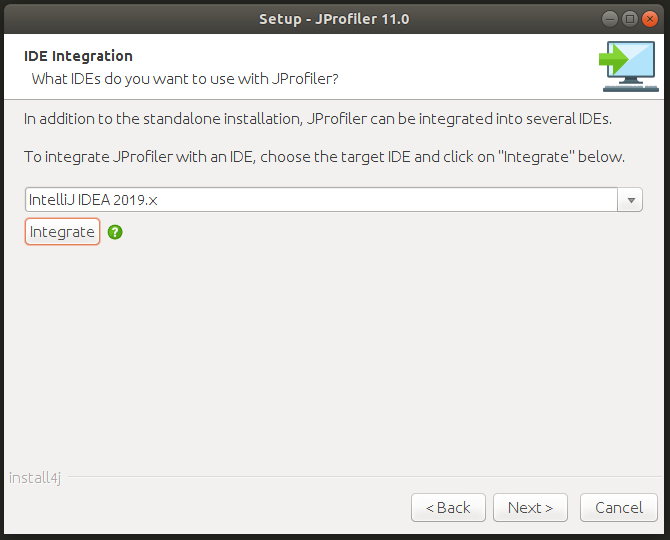 Setup - JProfiler 11.0
IDE Integration
What IDEs do you want to use with JProfiler?
In addition to the standalone installation, JProfiler can be integrated into several IDEs.
To integrate JProfiler with an IDE, choose the target IDE and click on "Integrate" below.
IntelliJ IDEA 2019.x
Integrate ?
install4j
< Back Next > Cancel